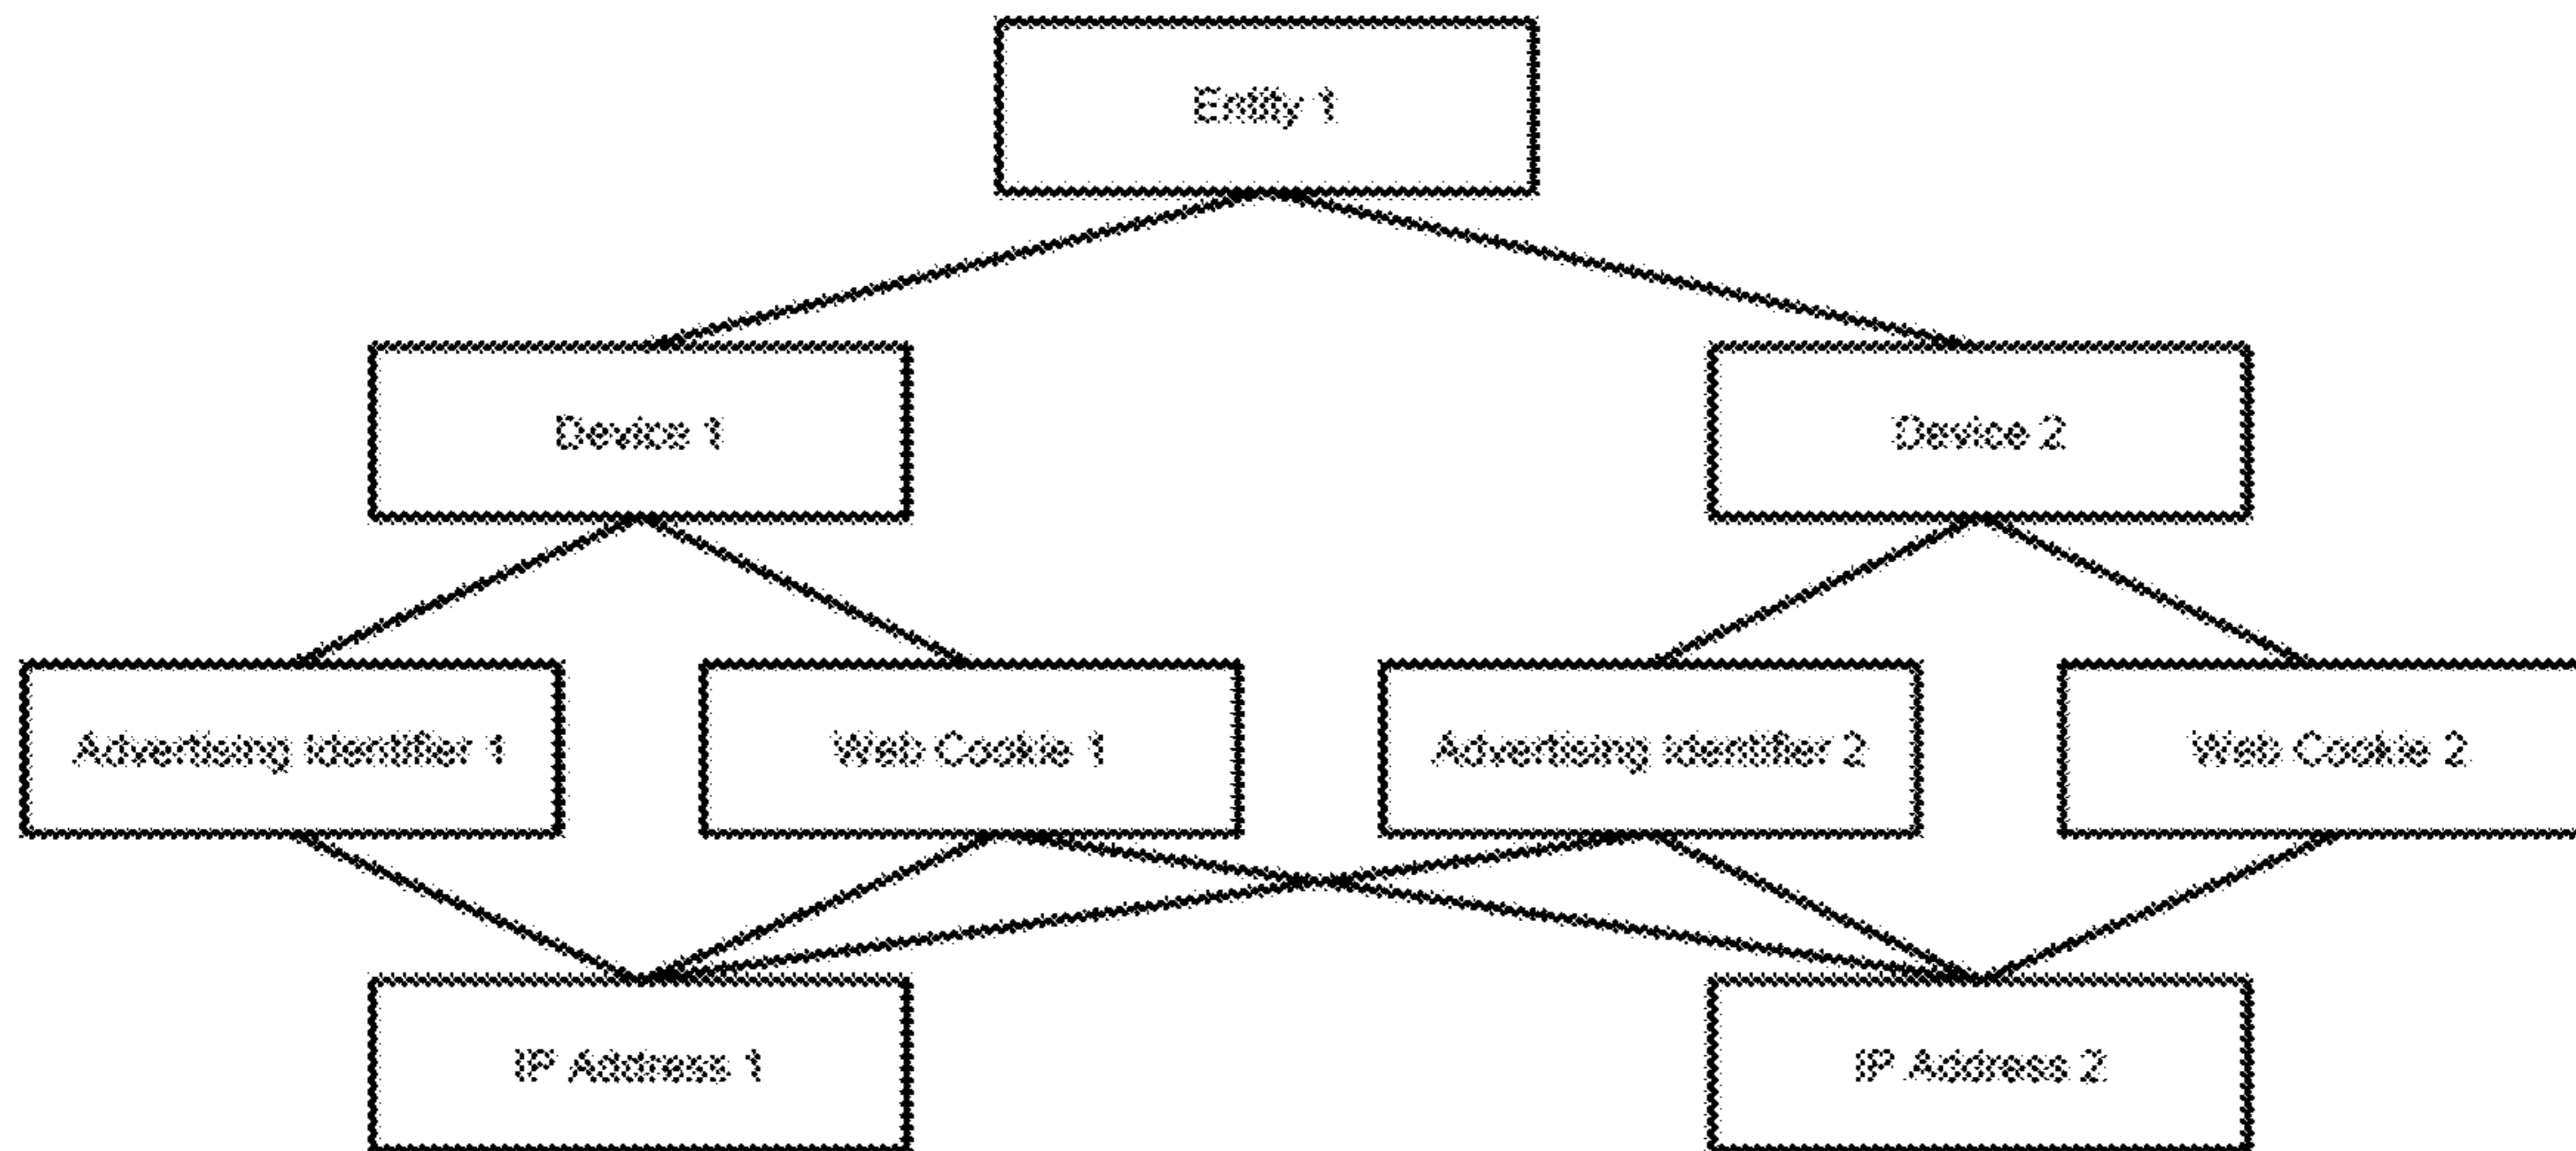 Entity 1
Device 1
Device 2
Advertising Identifier 1
Web Cookie 1
Advertising Identifier 2
Web Cookie 2
IP Address 1
IP Address 2